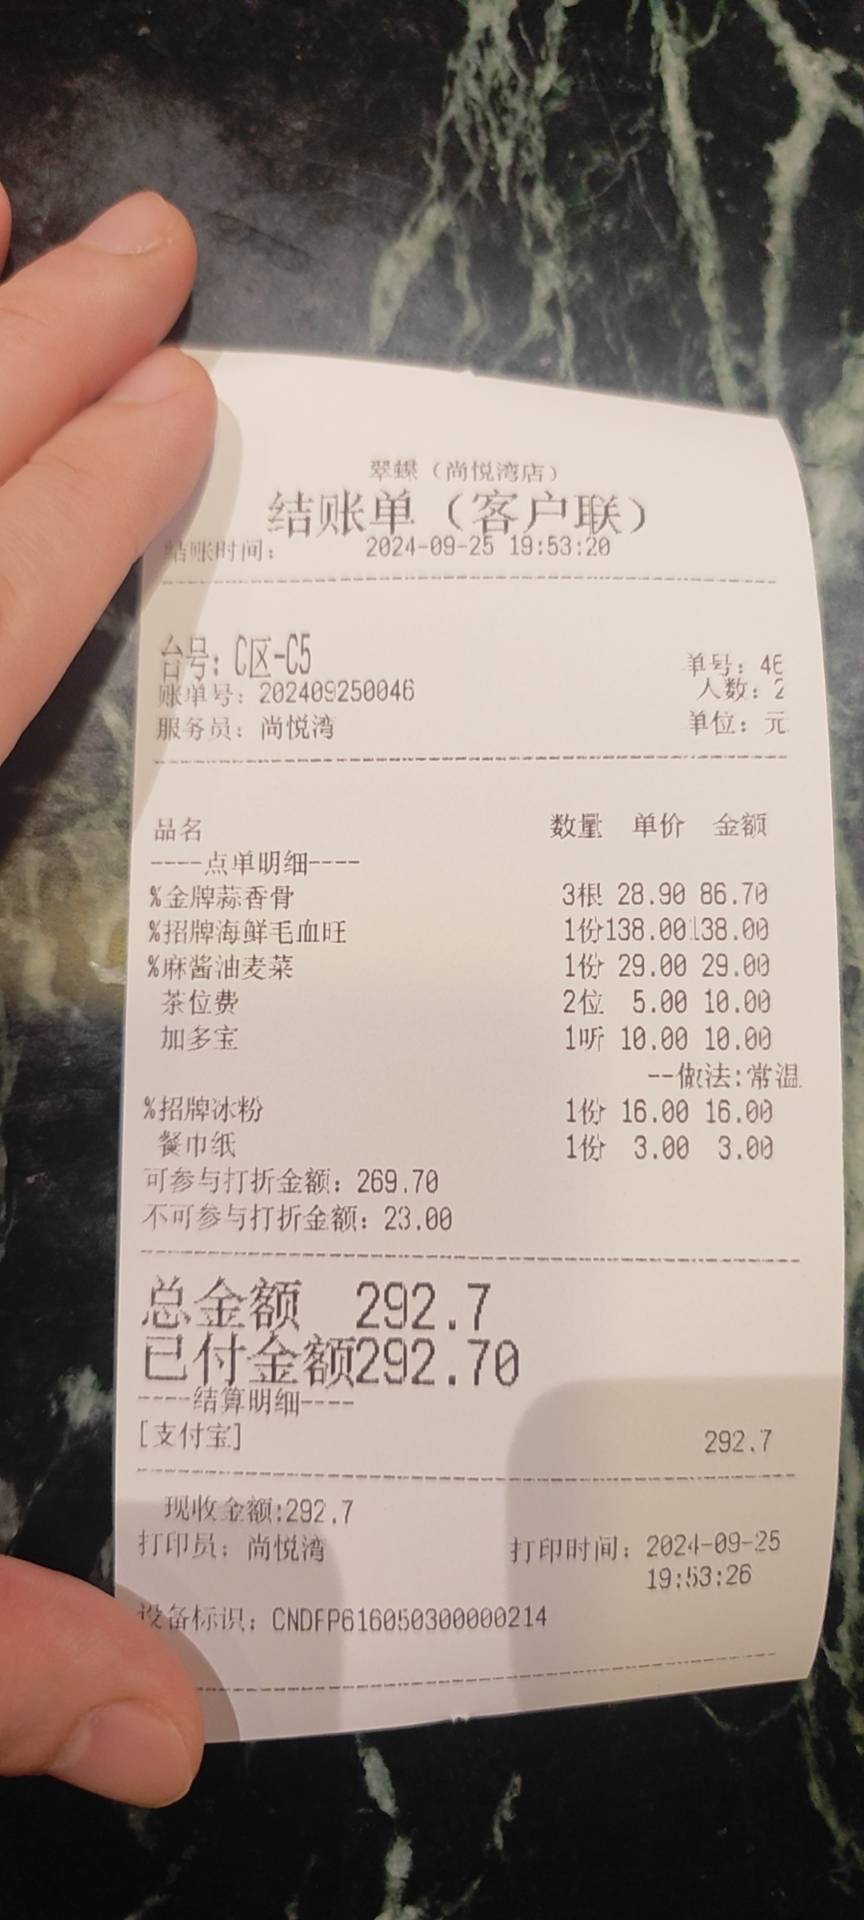 翠蝶（尚悦湾店）
结账单（客户联）
结账时间： 2024-09-25 19:53:20
台号：C区-C5
单号：46
账单号：202409250046
人数：2
服务员：尚悦湾
单位：元
品名 数量 单价 金额
----点单明细----
%金牌蒜香骨 3根 28.90 86.70
%招牌海鲜毛血旺 1份 138.00 138.00
%麻酱油麦菜 1份 29.00 29.00
茶位费 2位 5.00 10.00
加多宝 1听 10.00 10.00
--做法:常温
%招牌冰粉 1份 16.00 16.00
餐巾纸 1份 3.00 3.00
可参与打折金额：269.70
不可参与打折金额：23.00
总金额 292.7
已付金额292.70
----结算明细----
[支付宝] 292.7
现收金额:292.7
打印员：尚悦湾 打印时间：2024-09-25
19:53:26
设备标识：CNDFP616050300000214